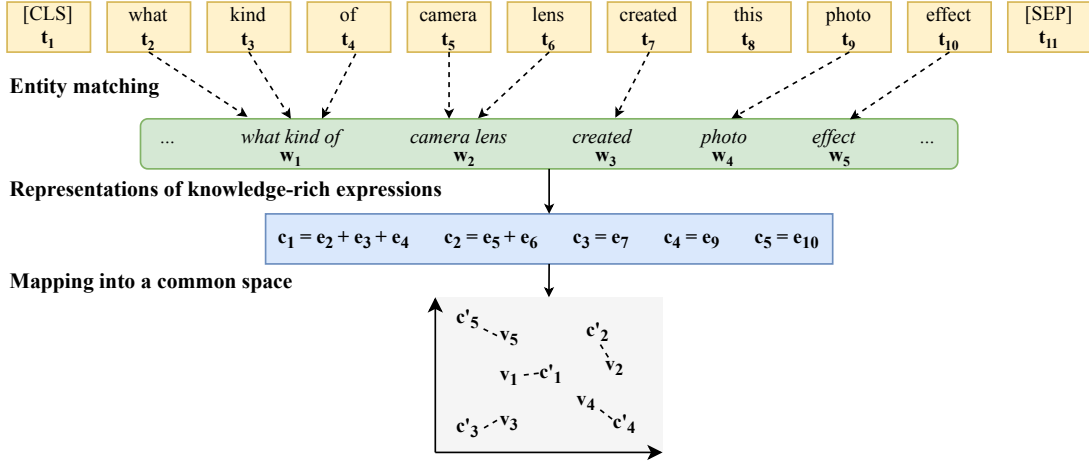 [CLS] what kind of camera lens created this photo effect [SEP]
t1 t2 t3 t4 t5 t6 t7 t8 t9 t10 t11
Entity matching
... what kind of camera lens created photo effect ...
w1 w2 w3 w4 w5
Representations of knowledge-rich expressions
c1 = e2 + e3 + e4 c2 = e5 + e6 c3 = e7 c4 = e9 c5 = e10
Mapping into a common space
c'5 v5 c'2
v2
v1 c'1
v4
c'3 v3 c'4